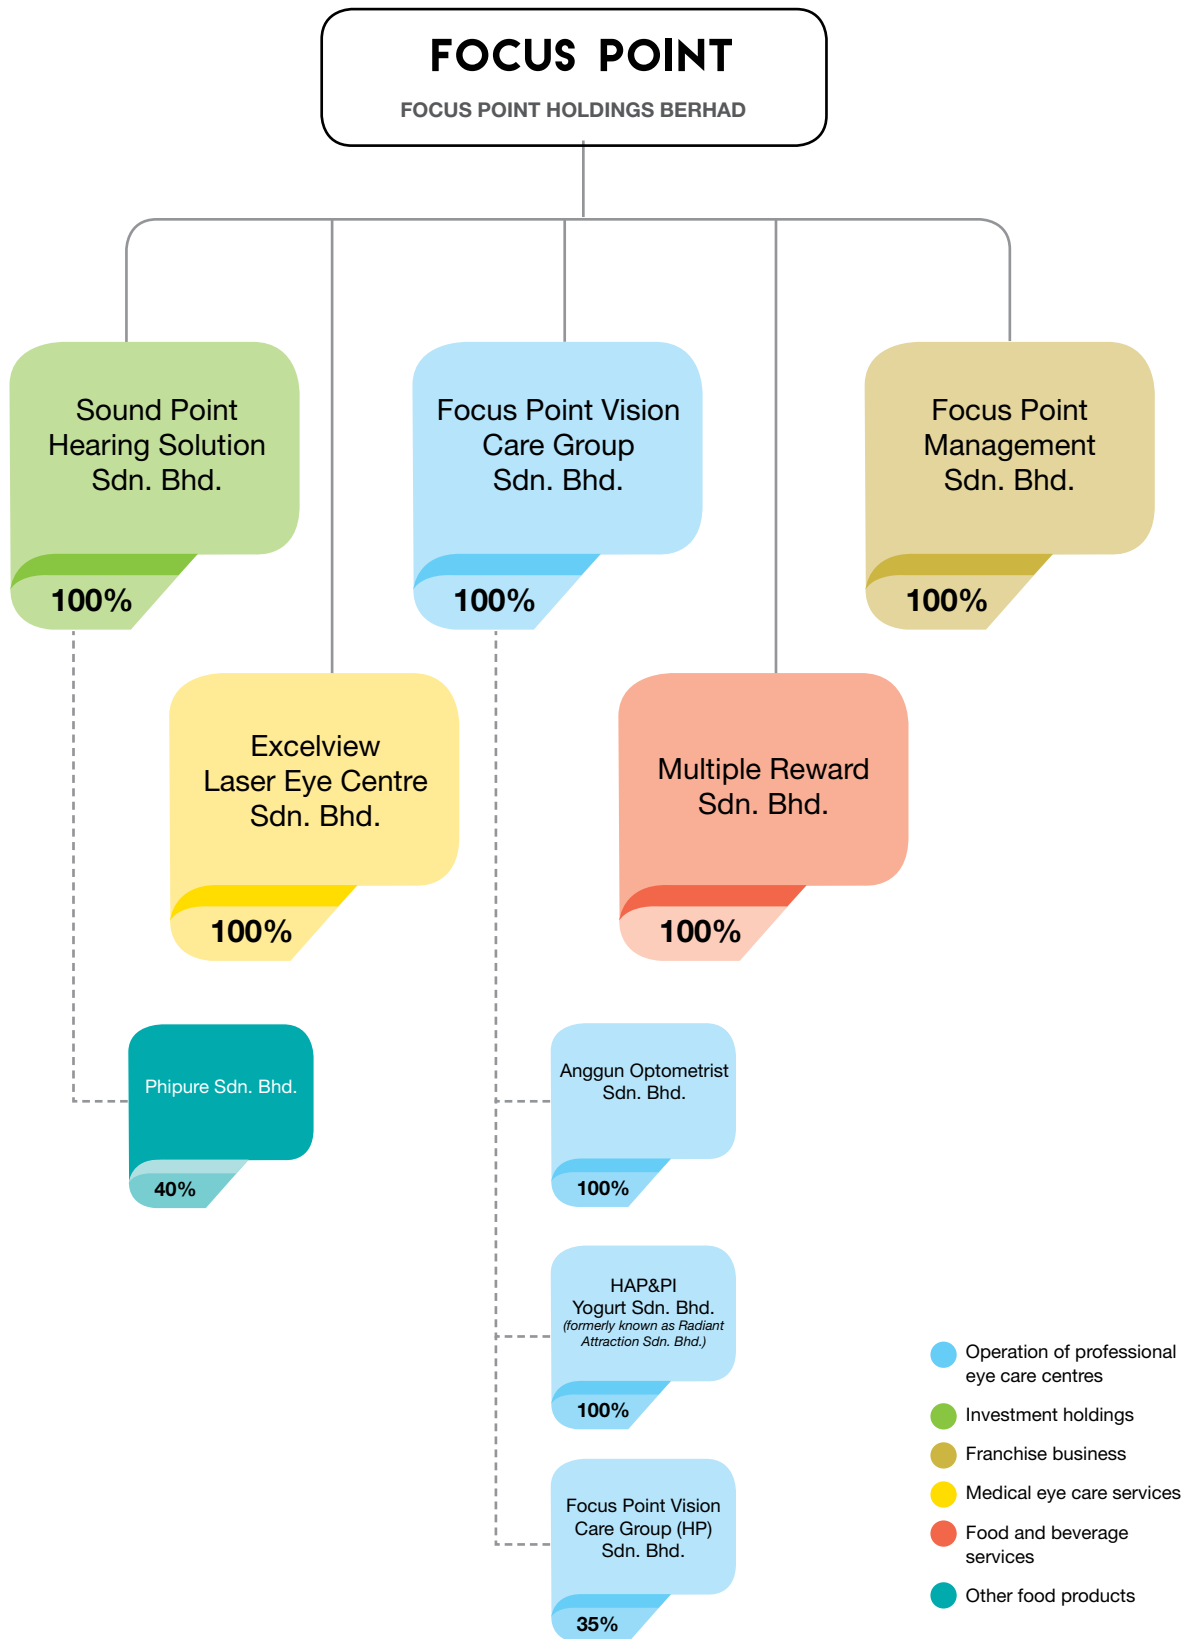 FOCUS POINT
FOCUS POINT HOLDINGS BERHAD
Sound Point
Hearing Solution
Sdn. Bhd.
100%
Focus Point Vision
Care Group
Sdn. Bhd.
100%
Focus Point
Management
Sdn. Bhd.
100%
Excelview
Laser Eye Centre
Sdn. Bhd.
100%
Multiple Reward
Sdn. Bhd.
100%
Phipure Sdn. Bhd.
40%
Anggun Optometrist
Sdn. Bhd.
100%
HAP&PI
Yogurt Sdn. Bhd.
(formerly known as Radiant
Attraction Sdn. Bhd.)
100%
Focus Point Vision
Care Group (HP)
Sdn. Bhd.
35%
Operation of professional
eye care centres
Investment holdings
Franchise business
Medical eye care services
Food and beverage
services
Other food products